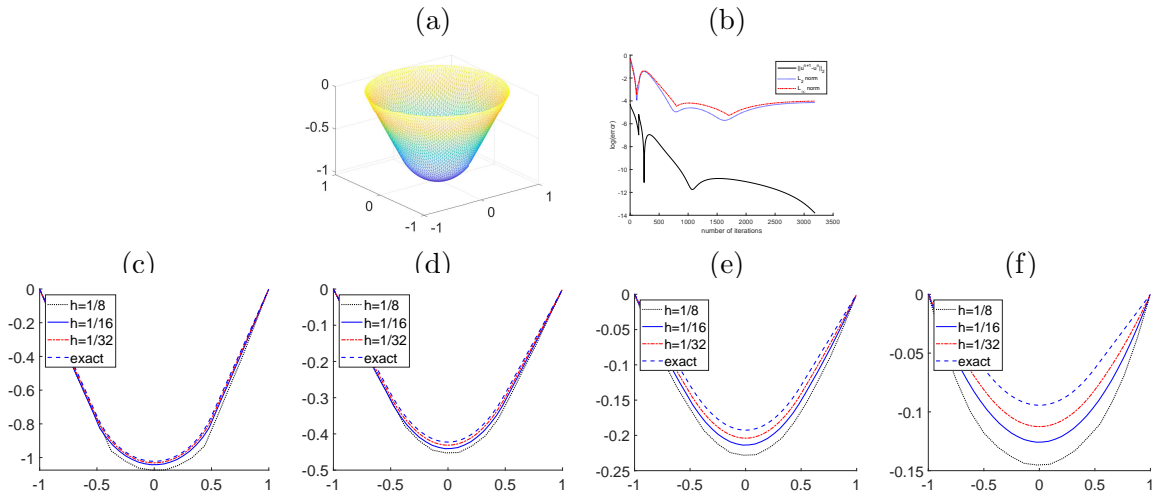 (a)
(b)
0
-0.5
-1
1
0
-1
-1
0
1
0
-2
-4
-6
-8
-10
-12
-14
log(error)
||u^{n+1}-u^n||_2
L_2 norm
L_∞ norm
0 500 1000 1500 2000 2500 3000 3500
number of iterations
(c) (d) (e) (f)
0
-0.2
-0.4
-0.6
-0.8
-1
h=1/8
h=1/16
h=1/32
exact
-1 -0.5 0 0.5 1
0
-0.1
-0.2
-0.3
-0.4
-0.5
h=1/8
h=1/16
h=1/32
exact
-1 -0.5 0 0.5 1
0
-0.05
-0.1
-0.15
-0.2
-0.25
h=1/8
h=1/16
h=1/32
exact
-1 -0.5 0 0.5 1
0
-0.05
-0.1
-0.15
h=1/8
h=1/16
h=1/32
exact
-1 -0.5 0 0.5 1